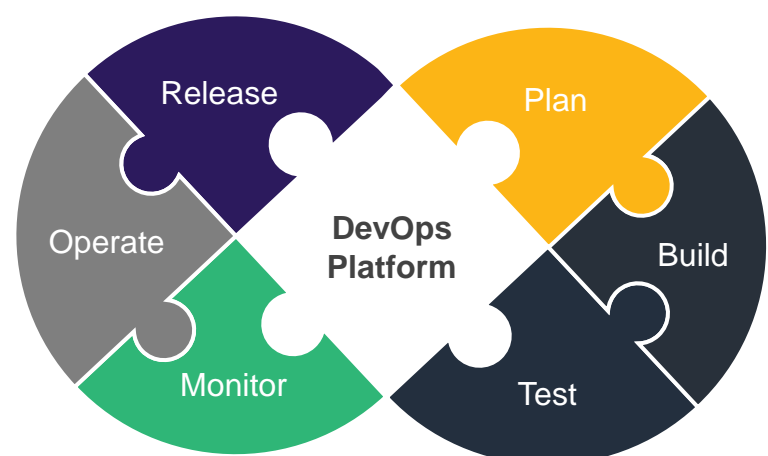 Release
Plan
Operate
DevOps
Platform
Build
Monitor
Test